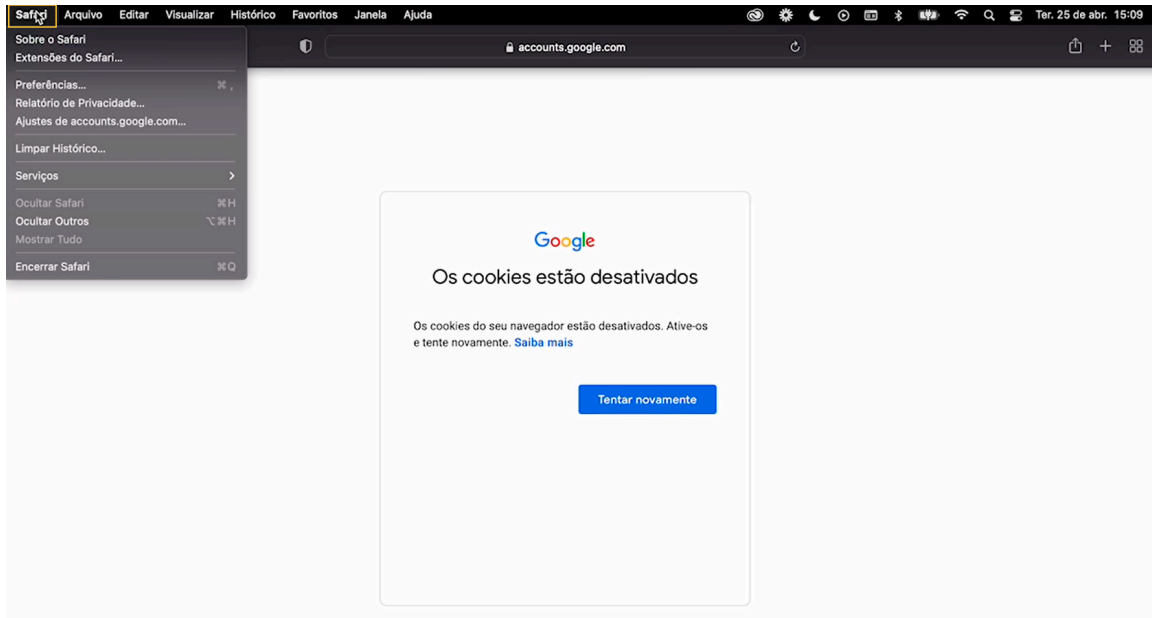 Safari Arquivo Editar Visualizar Histórico Favoritos Janela Ajuda Ter. 25 de abr. 15:09
accounts.google.com
Sobre o Safari
Extensões do Safari...
Preferências... ⌘ ,
Relatório de Privacidade...
Ajustes de accounts.google.com...
Limpar Histórico...
Serviços
Ocultar Safari ⌘H
Ocultar Outros ⌥⌘H
Mostrar Tudo
Encerrar Safari ⌘Q
Google
Os cookies estão desativados
Os cookies do seu navegador estão desativados. Ative-os
e tente novamente. Saiba mais
Tentar novamente